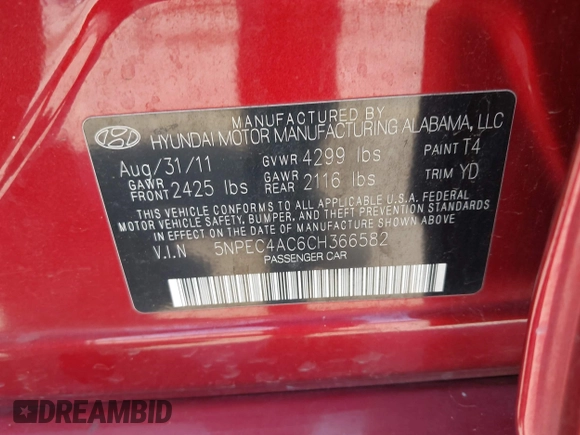 MANUFACTURED BY
HYUNDAI MOTOR MANUFACTURING ALABAMA, LLC
Aug/31/11 GVWR 4299 lbs PAINT T4
GAWR FRONT 2425 lbs GAWR REAR 2116 lbs TRIM YD
THIS VEHICLE CONFORMS TO ALL APPLICABLE U.S.A. FEDERAL
MOTOR VEHICLE SAFETY, BUMPER, AND THEFT PREVENTION STANDARDS
IN EFFECT ON THE DATE OF MANUFACTURE SHOWN ABOVE.
V.I.N 5NPEC4AC6CH366582
PASSENGER CAR
DREAMBID